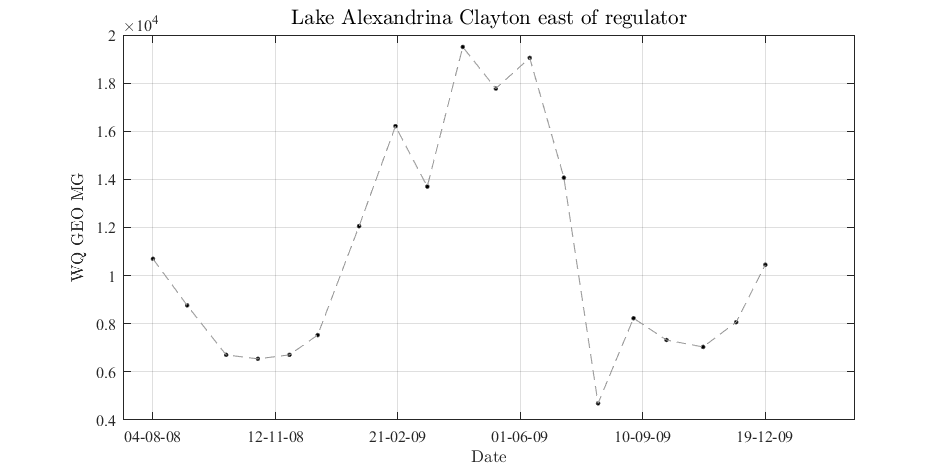 Lake Alexandrina Clayton east of regulator
×10⁴
2
1.8
1.6
1.4
1.2
1
0.8
0.6
0.4
WQ GEO MG
04-08-08 12-11-08 21-02-09 01-06-09 10-09-09 19-12-09
Date